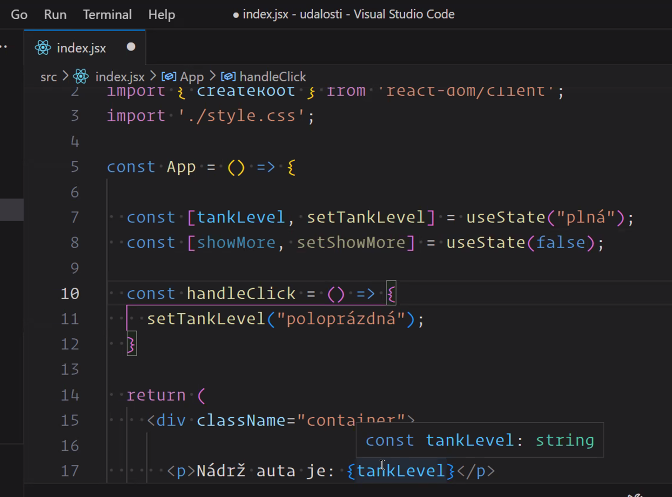 Go Run Terminal Help ● index.jsx - udalosti - Visual Studio Code
index.jsx ●
src > index.jsx > App > handleClick
2 import { createRoot } from 'react-dom/client';
3 import './style.css';
4
5 const App = () => {
6
7 const [tankLevel, setTankLevel] = useState("plná");
8 const [showMore, setShowMore] = useState(false);
9
10 const handleClick = () => {
11 setTankLevel("poloprázdná");
12 }
13
14 return (
15 <div className="container">
const tankLevel: string
16
17 <p>Nádrž auta je: {tankLevel}</p>